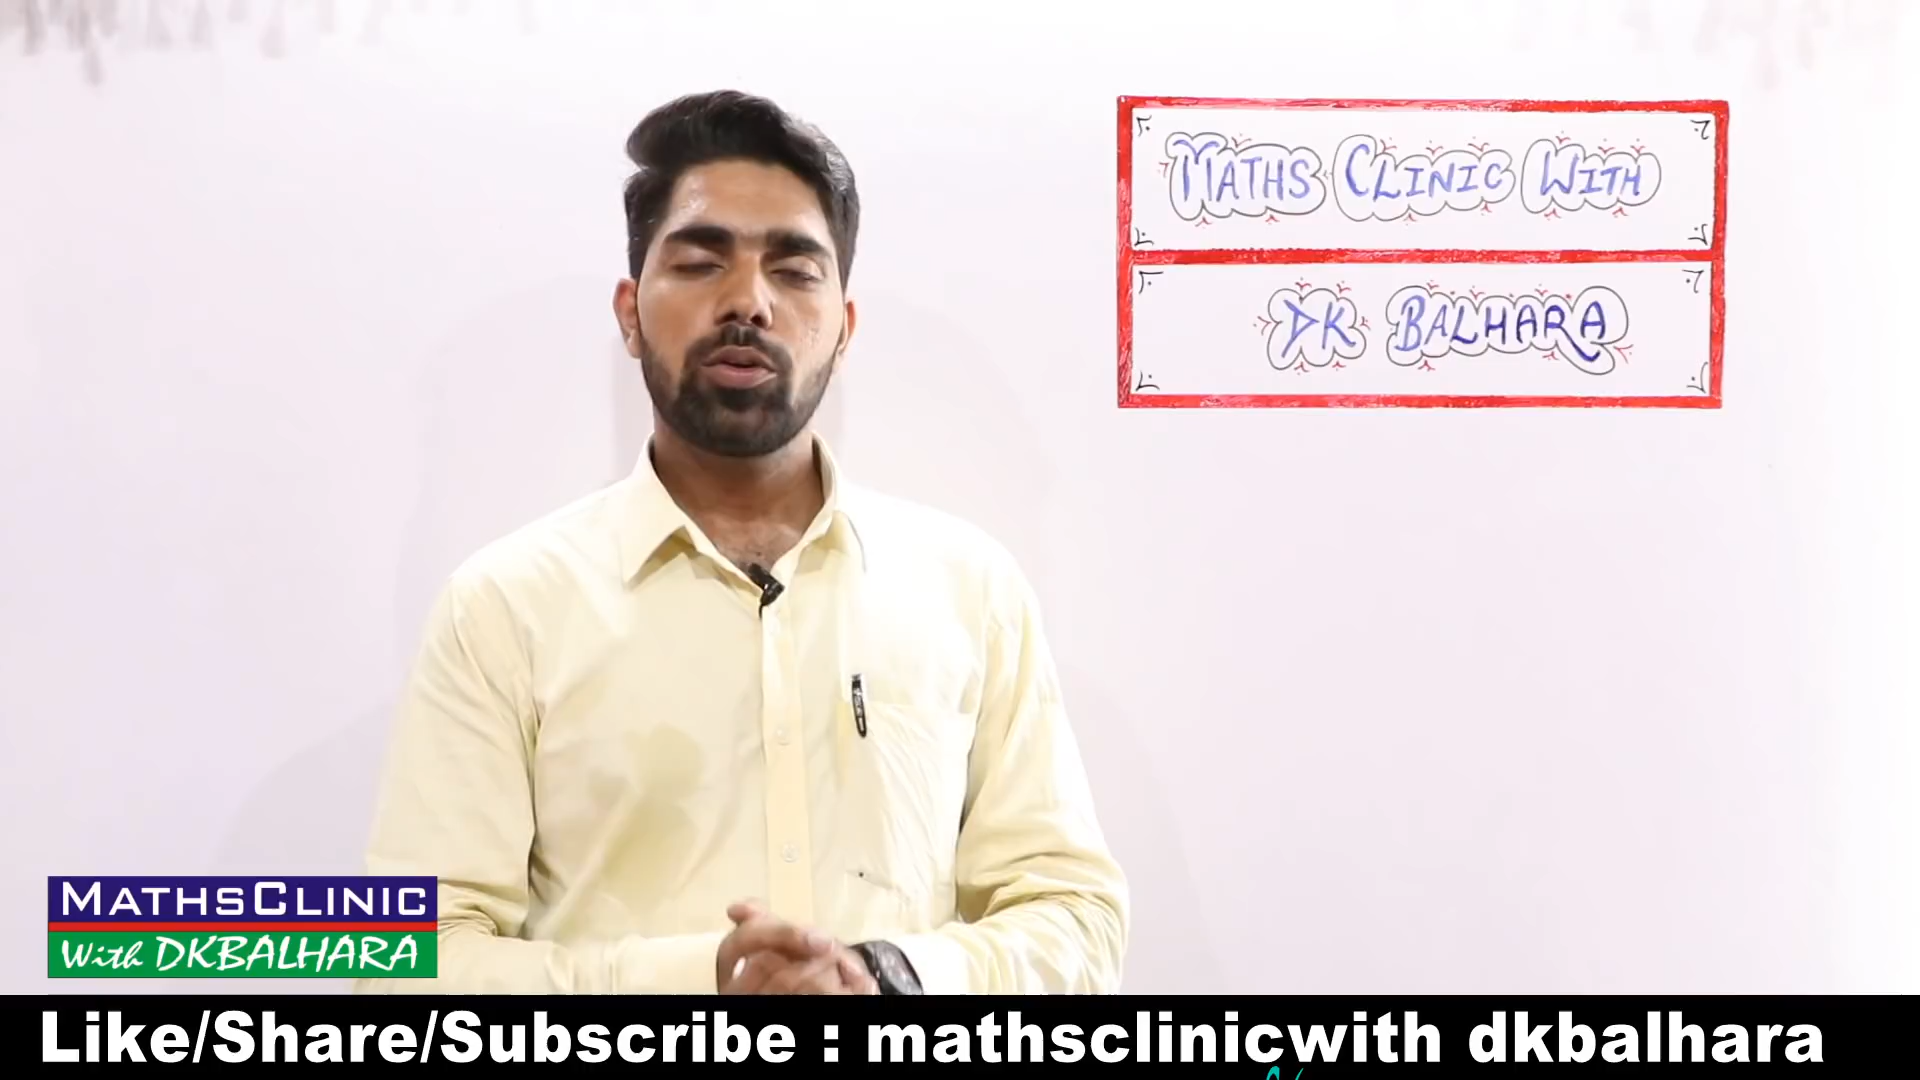 MATHS CLINIC WITH
DK BALHARA
MATHSCLINIC
With DKBALHARA
Like/Share/Subscribe : mathsclinicwith dkbalhara